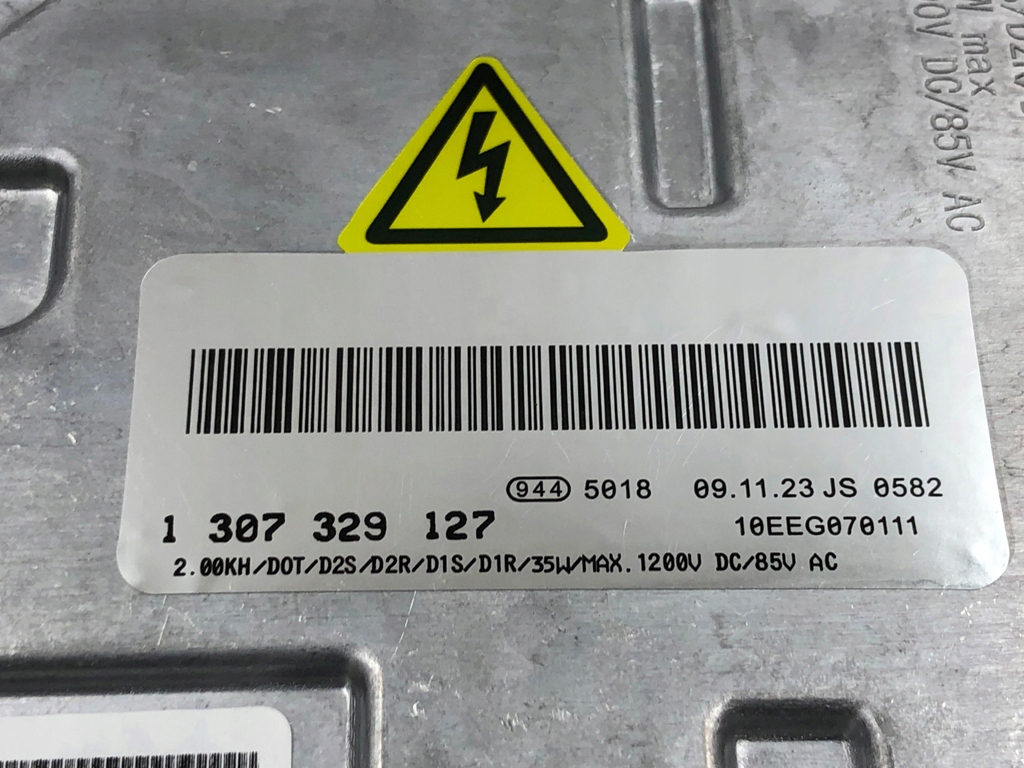 max
DC/85V AC
944 5018 09.11.23 JS 0582
1 307 329 127 10EEG070111
2.00KH/DOT/D2S/D2R/D1S/D1R/35W/MAX.1200V DC/85V AC